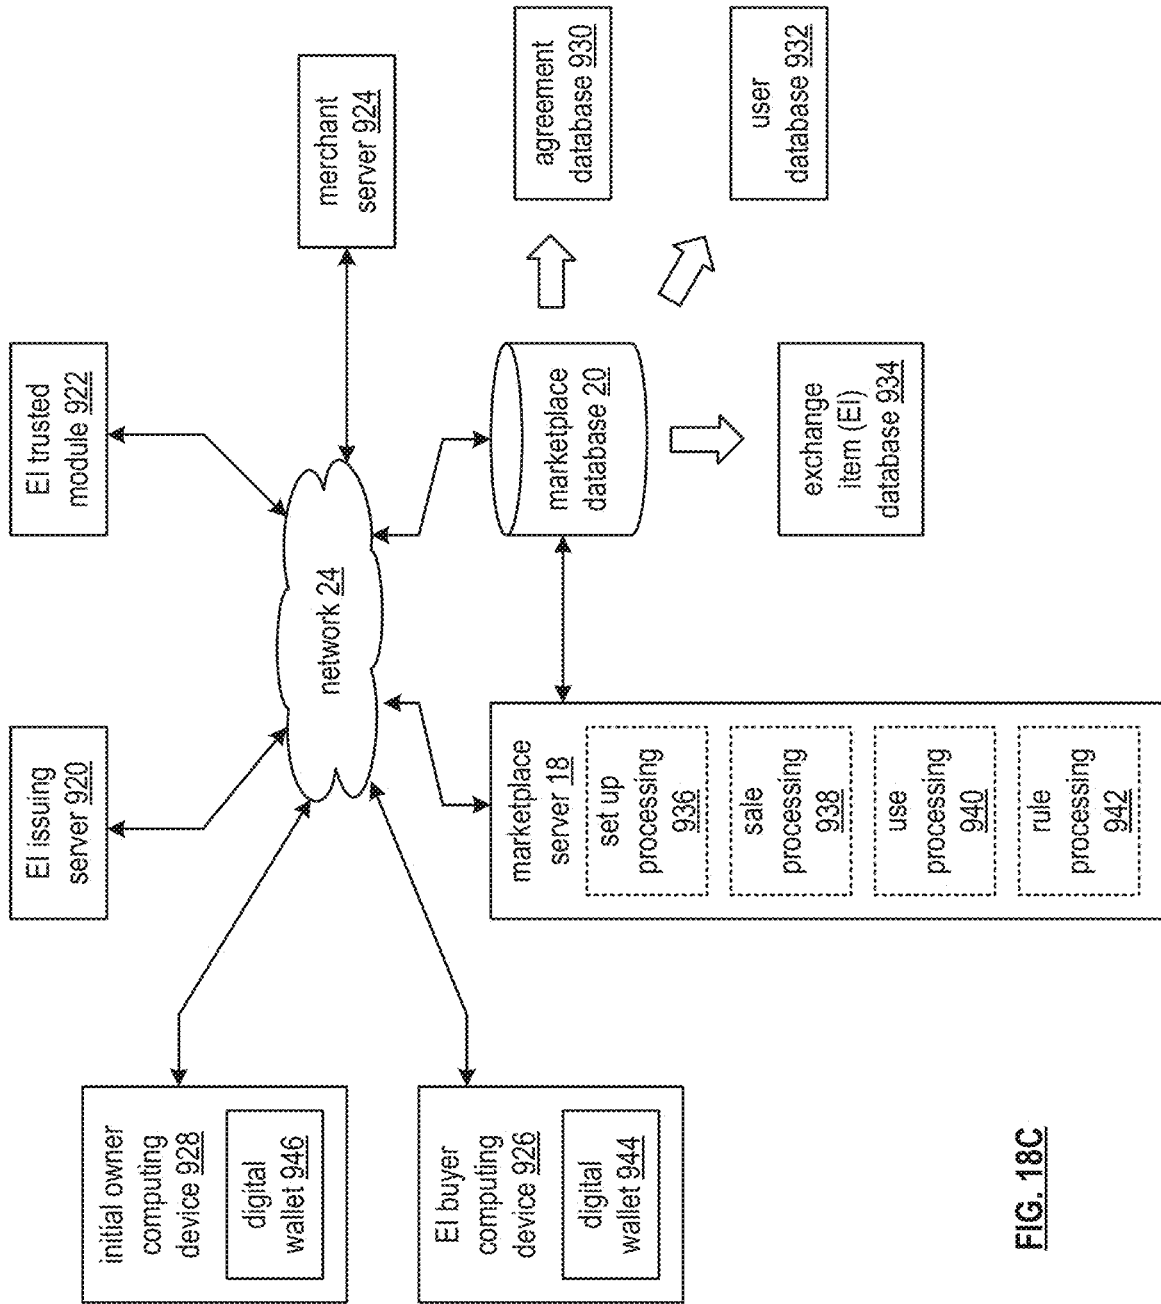 initial owner
computing
device 928
digital
wallet 946
EI buyer
computing
device 926
digital
wallet 944
EI issuing
server 920
EI trusted
module 922
network 24
merchant
server 924
marketplace
server 18
set up
processing
936
sale
processing
938
use
processing
940
rule
processing
942
marketplace
database 20
agreement
database 930
user
database 932
exchange
item (EI)
database 934
FIG. 18C